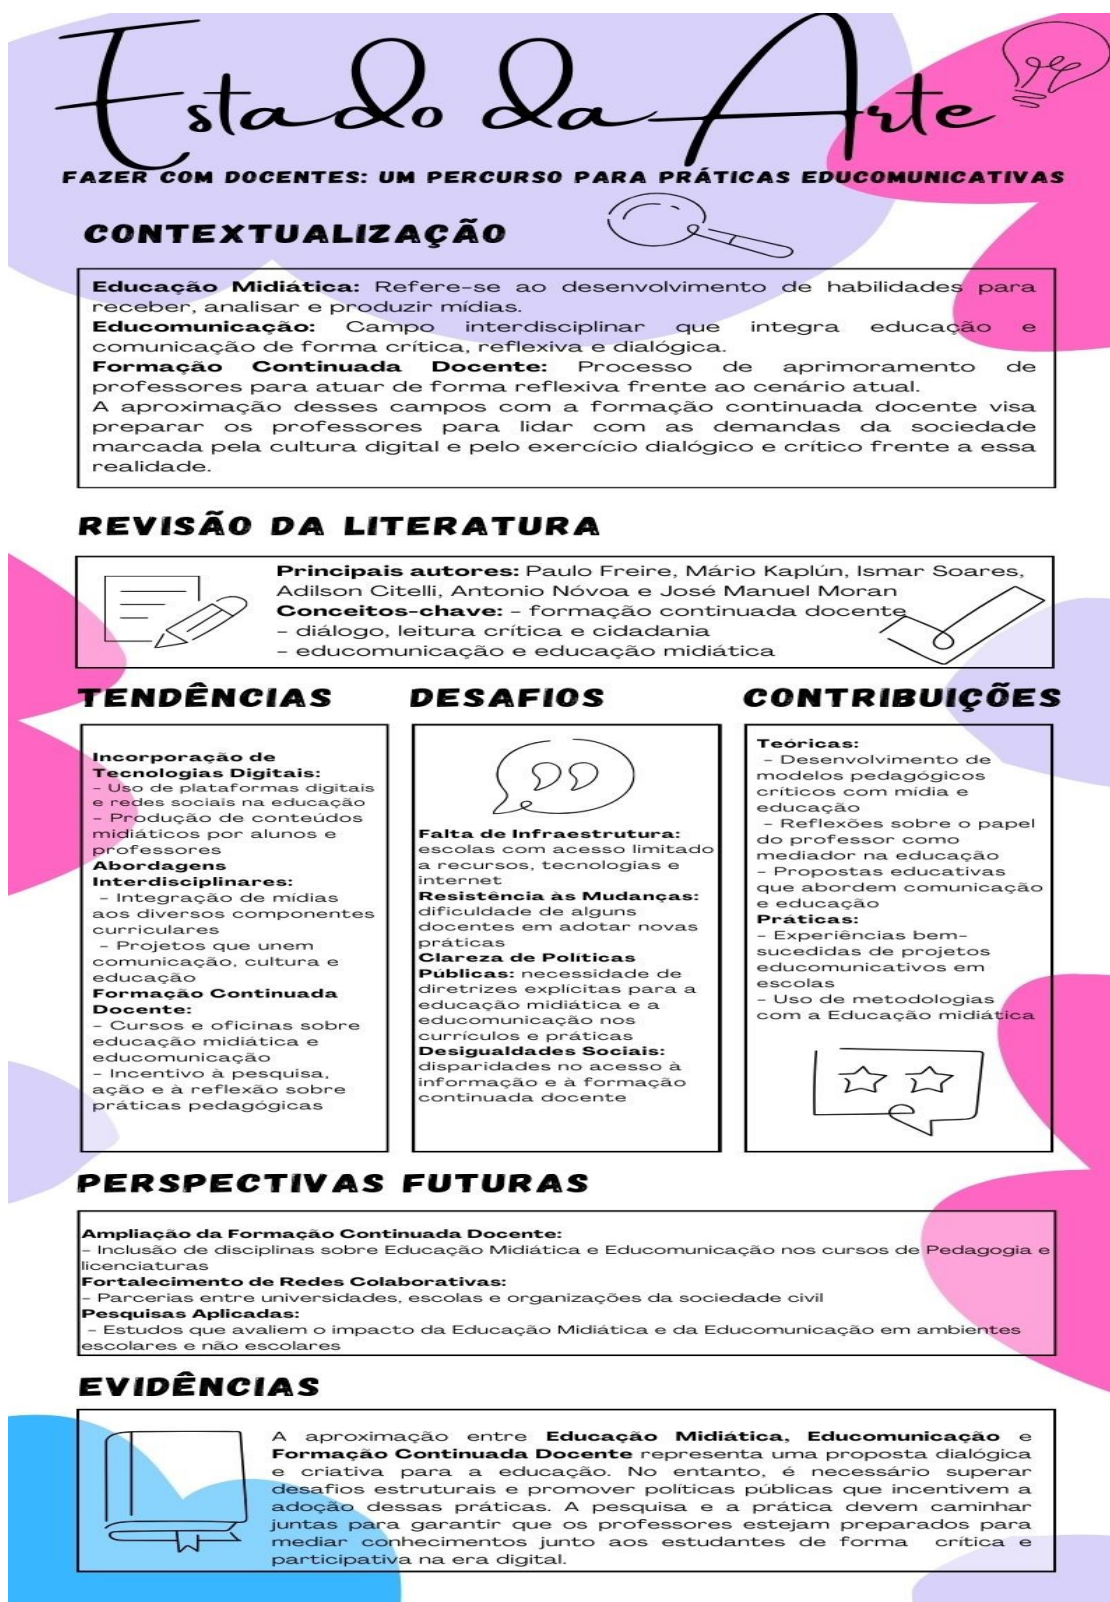 Estado da Arte
FAZER COM DOCENTES: UM PERCURSO PARA PRÁTICAS EDUCOMUNICATIVAS
CONTEXTUALIZAÇÃO
Educação Midiática: Refere-se ao desenvolvimento de habilidades para
receber, analisar e produzir mídias.
Educomunicação: Campo interdisciplinar que integra educação e
comunicação de forma crítica, reflexiva e dialógica.
Formação Continuada Docente: Processo de aprimoramento de
professores para atuar de forma reflexiva frente ao cenário atual.
A aproximação desses campos com a formação continuada docente visa
preparar os professores para lidar com as demandas da sociedade
marcada pela cultura digital e pelo exercício dialógico e crítico frente a essa
realidade.
REVISÃO DA LITERATURA
Principais autores: Paulo Freire, Mário Kaplún, Ismar Soares,
Adilson Citelli, Antonio Nóvoa e José Manuel Moran
Conceitos-chave: - formação continuada docente
- diálogo, leitura crítica e cidadania
- educomunicação e educação midiática
TENDÊNCIAS
Incorporação de
Tecnologias Digitais:
- Uso de plataformas digitais
e redes sociais na educação
- Produção de conteúdos
midiáticos por alunos e
professores
Abordagens
Interdisciplinares:
- Integração de mídias
aos diversos componentes
curriculares
- Projetos que unem
comunicação, cultura e
educação
Formação Continuada
Docente:
- Cursos e oficinas sobre
educação midiática e
educomunicação
- Incentivo à pesquisa,
ação e à reflexão sobre
práticas pedagógicas
DESAFIOS
Falta de Infraestrutura:
escolas com acesso limitado
a recursos, tecnologias e
internet
Resistência às Mudanças:
dificuldade de alguns
docentes em adotar novas
práticas
Clareza de Políticas
Públicas: necessidade de
diretrizes explícitas para a
educação midiática e a
educomunicação nos
currículos e práticas
Desigualdades Sociais:
disparidades no acesso à
informação e à formação
continuada docente
CONTRIBUIÇÕES
Teóricas:
- Desenvolvimento de
modelos pedagógicos
críticos com mídia e
educação
- Reflexões sobre o papel
do professor como
mediador na educação
- Propostas educativas
que abordem comunicação
e educação
Práticas:
- Experiências bem-
sucedidas de projetos
educomunicativos em
escolas
- Uso de metodologias
com a Educação midiática
PERSPECTIVAS FUTURAS
Ampliação da Formação Continuada Docente:
- Inclusão de disciplinas sobre Educação Midiática e Educomunicação nos cursos de Pedagogia e
licenciaturas
Fortalecimento de Redes Colaborativas:
- Parcerias entre universidades, escolas e organizações da sociedade civil
Pesquisas Aplicadas:
- Estudos que avaliem o impacto da Educação Midiática e da Educomunicação em ambientes
escolares e não escolares
EVIDÊNCIAS
A aproximação entre Educação Midiática, Educomunicação e
Formação Continuada Docente representa uma proposta dialógica
e criativa para a educação. No entanto, é necessário superar
desafios estruturais e promover políticas públicas que incentivem a
adoção dessas práticas. A pesquisa e a prática devem caminhar
juntas para garantir que os professores estejam preparados para
mediar conhecimentos junto aos estudantes de forma crítica e
participativa na era digital.